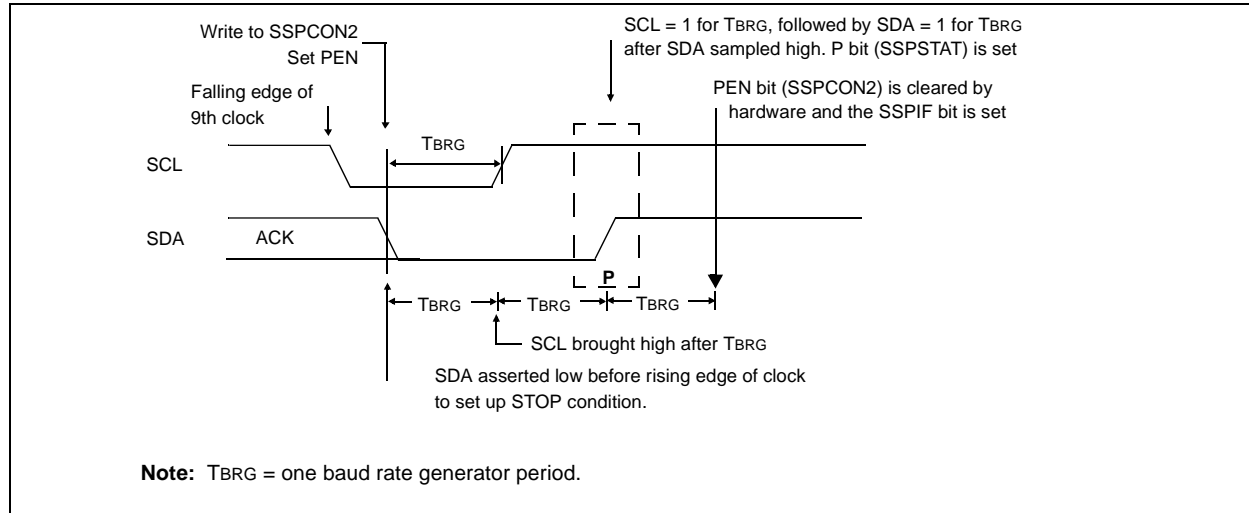 Write to SSPCON2
Set PEN
SCL = 1 for TBRG, followed by SDA = 1 for TBRG
after SDA sampled high. P bit (SSPSTAT) is set
Falling edge of
9th clock
PEN bit (SSPCON2) is cleared by
hardware and the SSPIF bit is set
TBRG
SCL
SDA
ACK
P
TBRG
TBRG
TBRG
SCL brought high after TBRG
SDA asserted low before rising edge of clock
to set up STOP condition.
Note: TBRG = one baud rate generator period.